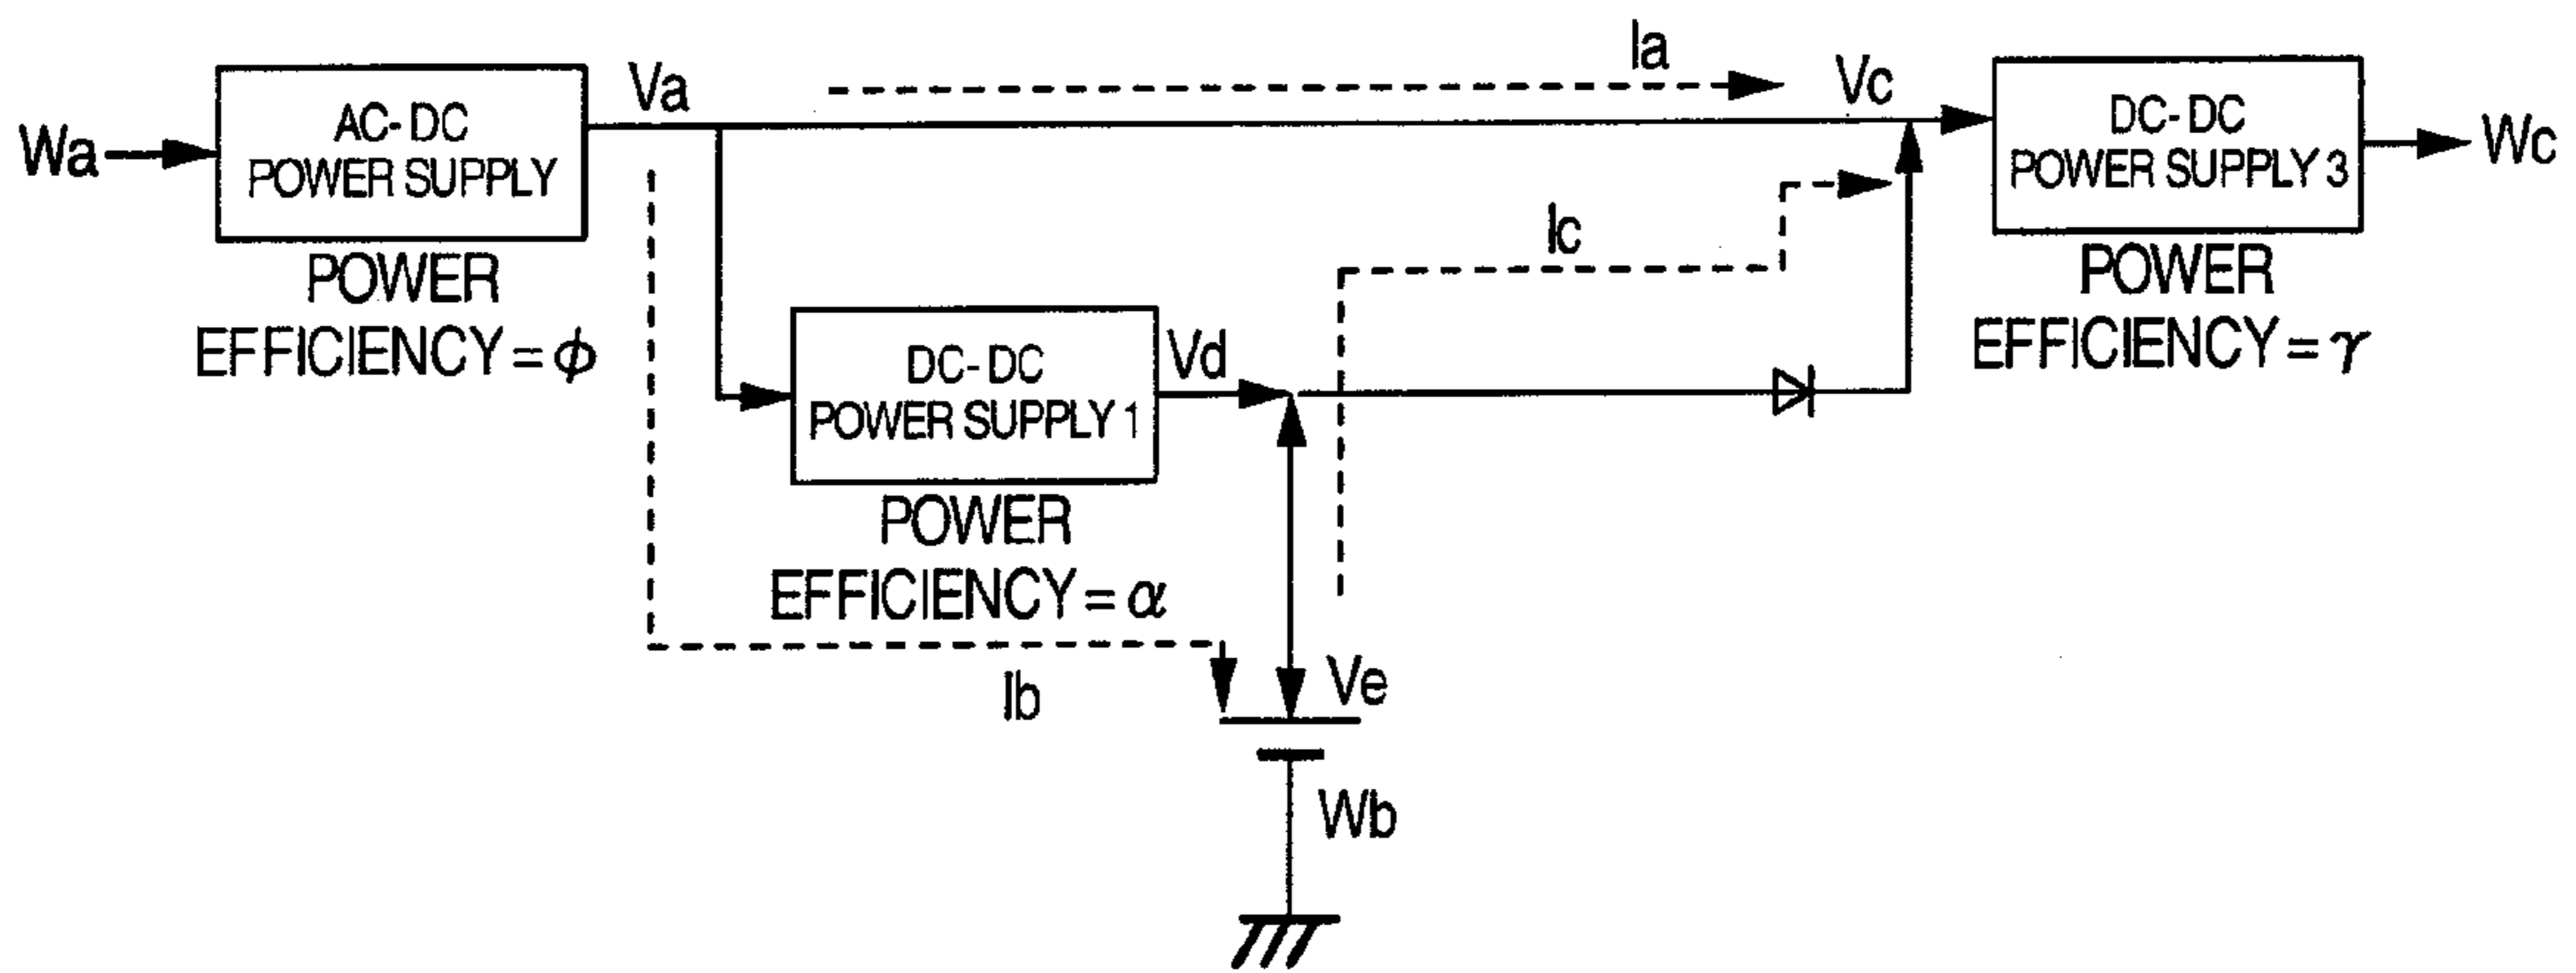 Wa
AC-DC
POWER SUPPLY
POWER
EFFICIENCY = ϕ
Va
Ia
Vc
DC-DC
POWER SUPPLY 3
POWER
EFFICIENCY = γ
Wc
Ic
DC-DC
POWER SUPPLY 1
POWER
EFFICIENCY = α
Vd
Ib
Ve
Wb